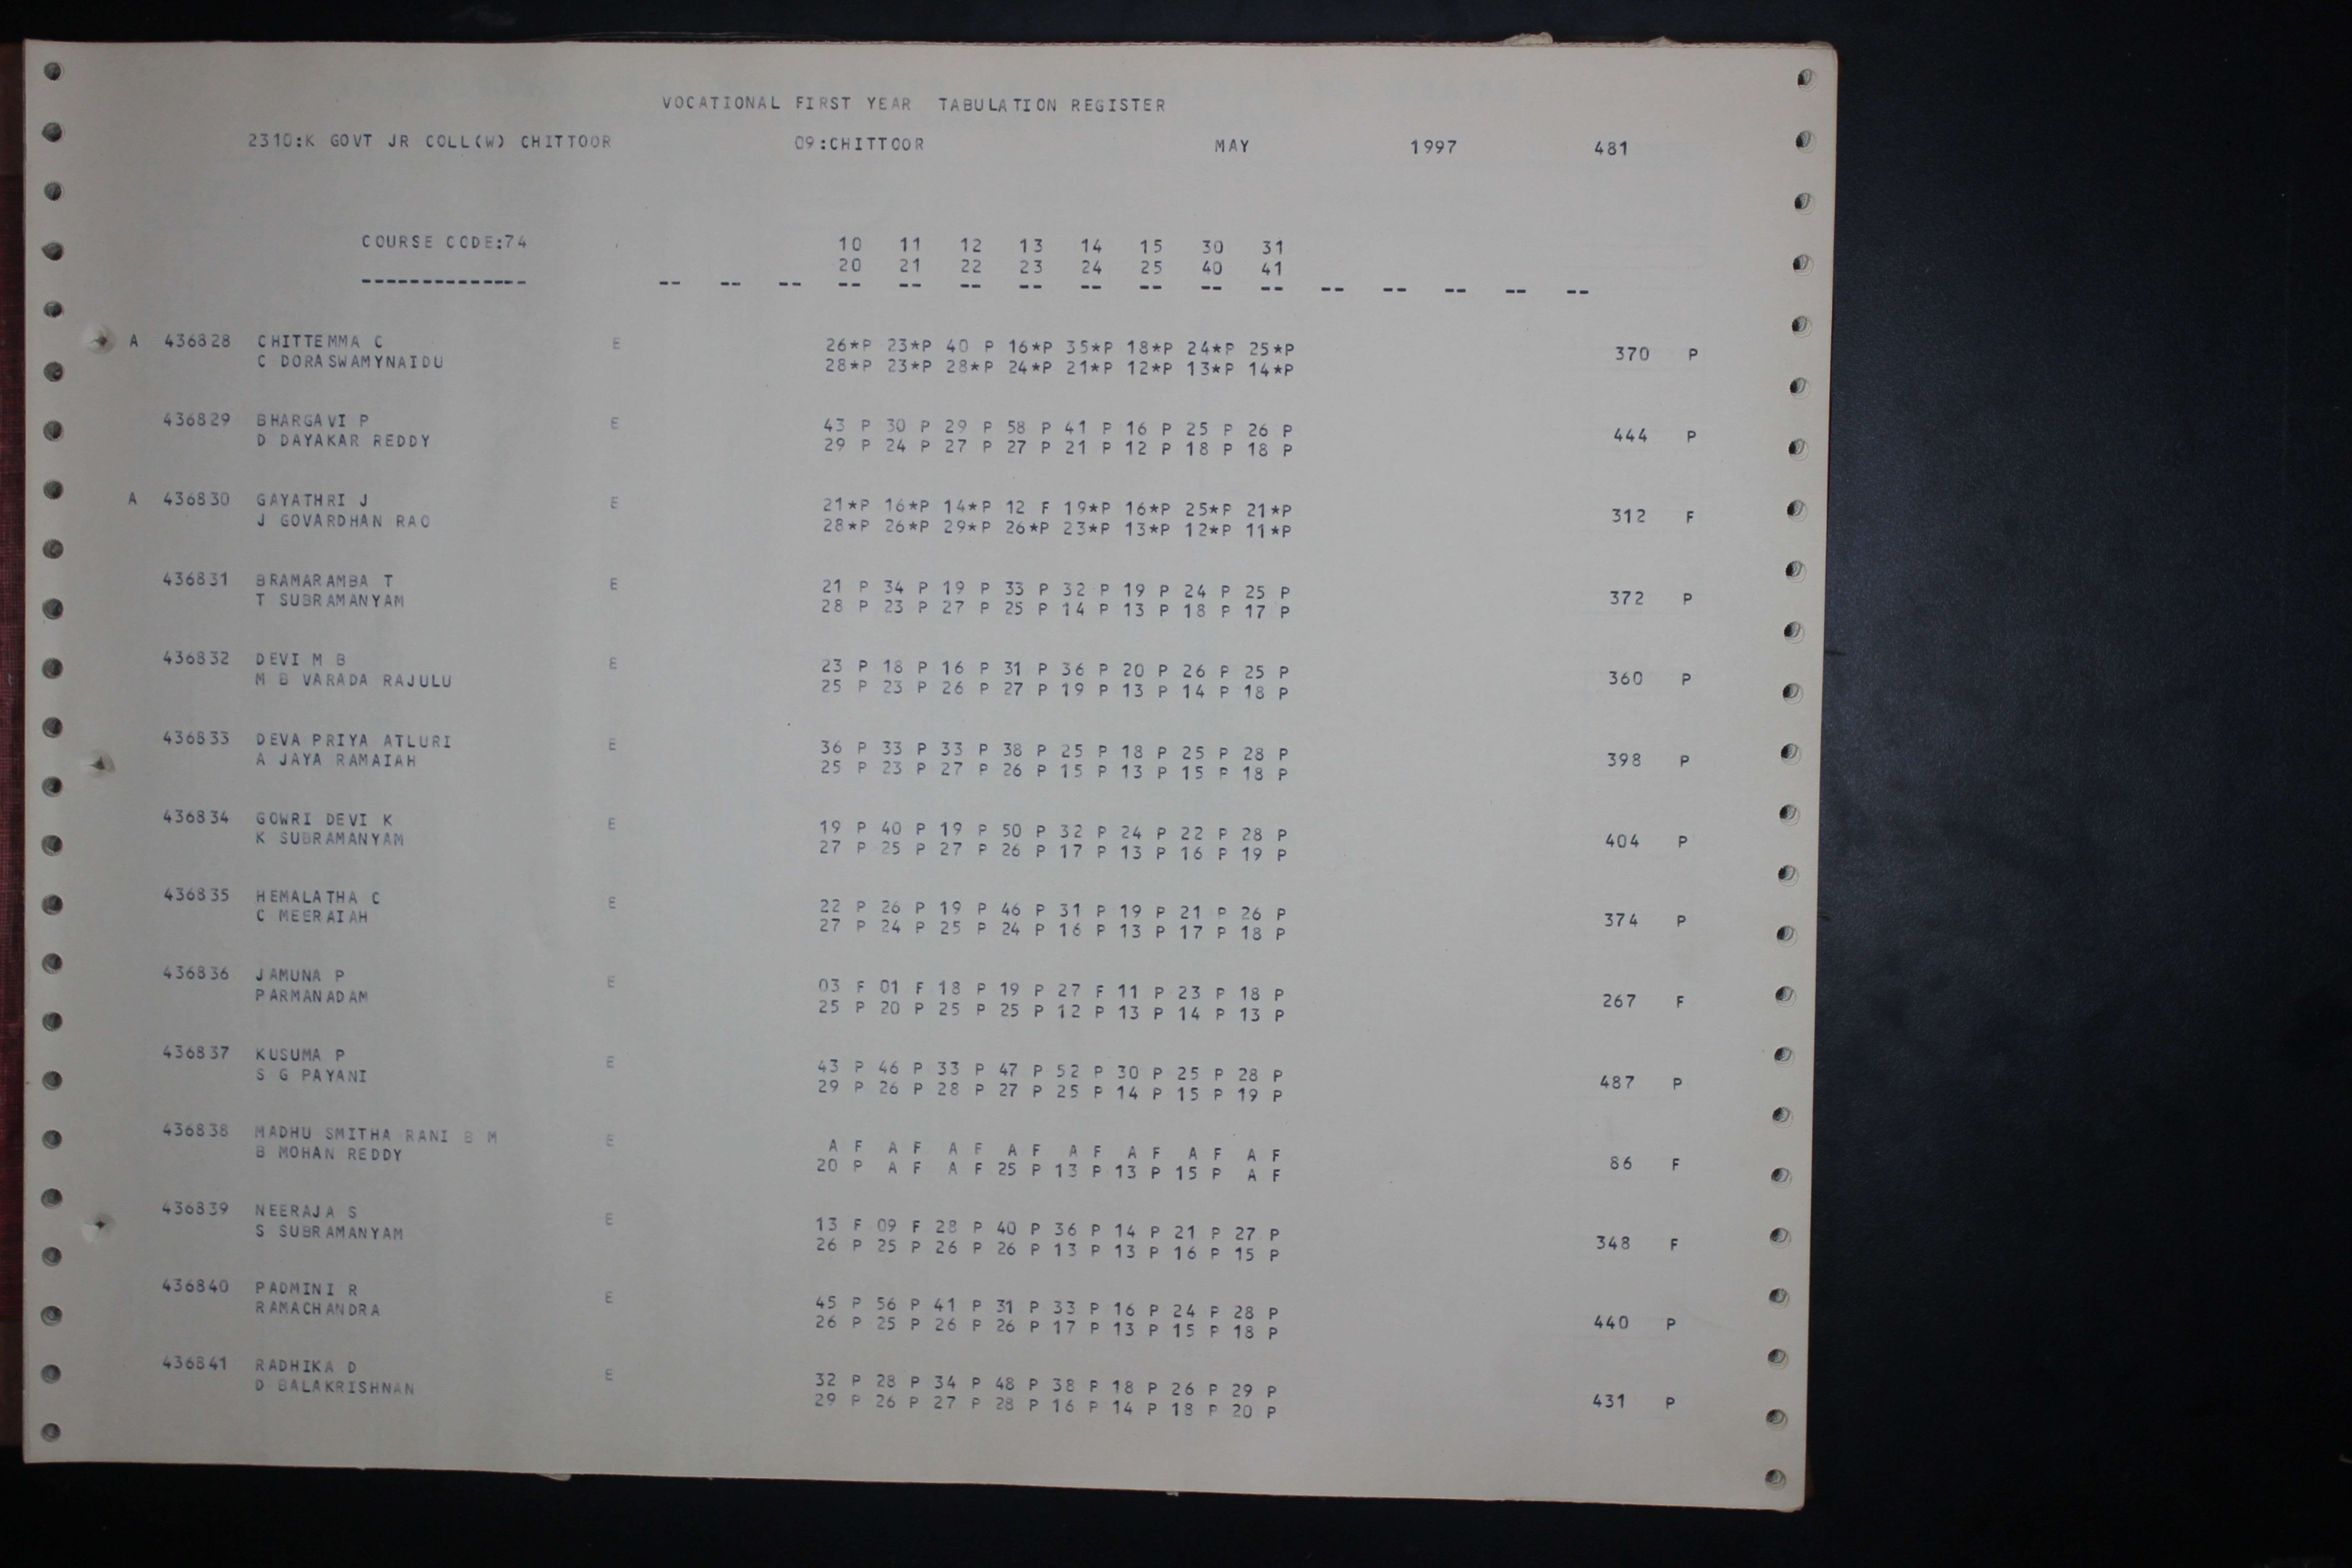 VOCATIONAL FIRST YEAR TABULATION REGISTER
2310:K GOVT JR COLL(W) CHITTOOR 09:CHITTOOR MAY 1997 481
COURSE CODE:74 10 11 12 13 14 15 30 31
20 21 22 23 24 25 40 41
-------------- -- -- -- -- -- -- -- -- -- -- -- -- -- -- -- --
A 436828 CHITTEMMA C E 26*P 23*P 40 P 16*P 35*P 18*P 24*P 25*P 370 P
C DORASWAMYNAIDU 28*P 23*P 28*P 24*P 21*P 12*P 13*P 14*P
436829 BHARGAVI P E 43 P 30 P 29 P 58 P 41 P 16 P 25 P 26 P 444 P
D DAYAKAR REDDY 29 P 24 P 27 P 27 P 21 P 12 P 18 P 18 P
A 436830 GAYATHRI J E 21*P 16*P 14*P 12 F 19*P 16*P 25*P 21*P 312 F
J GOVARDHAN RAO 28*P 26*P 29*P 26*P 23*P 13*P 12*P 11*P
436831 BRAMARAMBA T E 21 P 34 P 19 P 33 P 32 P 19 P 24 P 25 P 372 P
T SUBRAMANYAM 28 P 23 P 27 P 25 P 14 P 13 P 18 P 17 P
436832 DEVI M B E 23 P 18 P 16 P 31 P 36 P 20 P 26 P 25 P 360 P
M B VARADA RAJULU 25 P 23 P 26 P 27 P 19 P 13 P 14 P 18 P
436833 DEVA PRIYA ATLURI E 36 P 33 P 33 P 38 P 25 P 18 P 25 P 28 P 398 P
A JAYA RAMAIAH 25 P 23 P 27 P 26 P 15 P 13 P 15 P 18 P
436834 GOWRI DEVI K E 19 P 40 P 19 P 50 P 32 P 24 P 22 P 28 P 404 P
K SUBRAMANYAM 27 P 25 P 27 P 26 P 17 P 13 P 16 P 19 P
436835 HEMALATHA C E 22 P 26 P 19 P 46 P 31 P 19 P 21 P 26 P 374 P
C MEERAIAH 27 P 24 P 25 P 24 P 16 P 13 P 17 P 18 P
436836 JAMUNA P E 03 F 01 F 18 P 19 P 27 F 11 P 23 P 18 P 267 F
PARMANADAM 25 P 20 P 25 P 25 P 12 P 13 P 14 P 13 P
436837 KUSUMA P E 43 P 46 P 33 P 47 P 52 P 30 P 25 P 28 P 487 P
S G PAYANI 29 P 26 P 28 P 27 P 25 P 14 P 15 P 19 P
436838 MADHU SMITHA RANI B M E A F A F A F A F A F A F A F A F 86 F
B MOHAN REDDY 20 P A F A F 25 P 13 P 13 P 15 P A F
436839 NEERAJA S E 13 F 09 F 28 P 40 P 36 P 14 P 21 P 27 P 348 F
S SUBRAMANYAM 26 P 25 P 26 P 26 P 13 P 13 P 16 P 15 P
436840 PADMINI R E 45 P 56 P 41 P 31 P 33 P 16 P 24 P 28 P 440 P
RAMACHANDRA 26 P 25 P 26 P 26 P 17 P 13 P 15 P 18 P
436841 RADHIKA D E 32 P 28 P 34 P 48 P 38 P 18 P 26 P 29 P 431 P
D BALAKRISHNAN 29 P 26 P 27 P 28 P 16 P 14 P 18 P 20 P